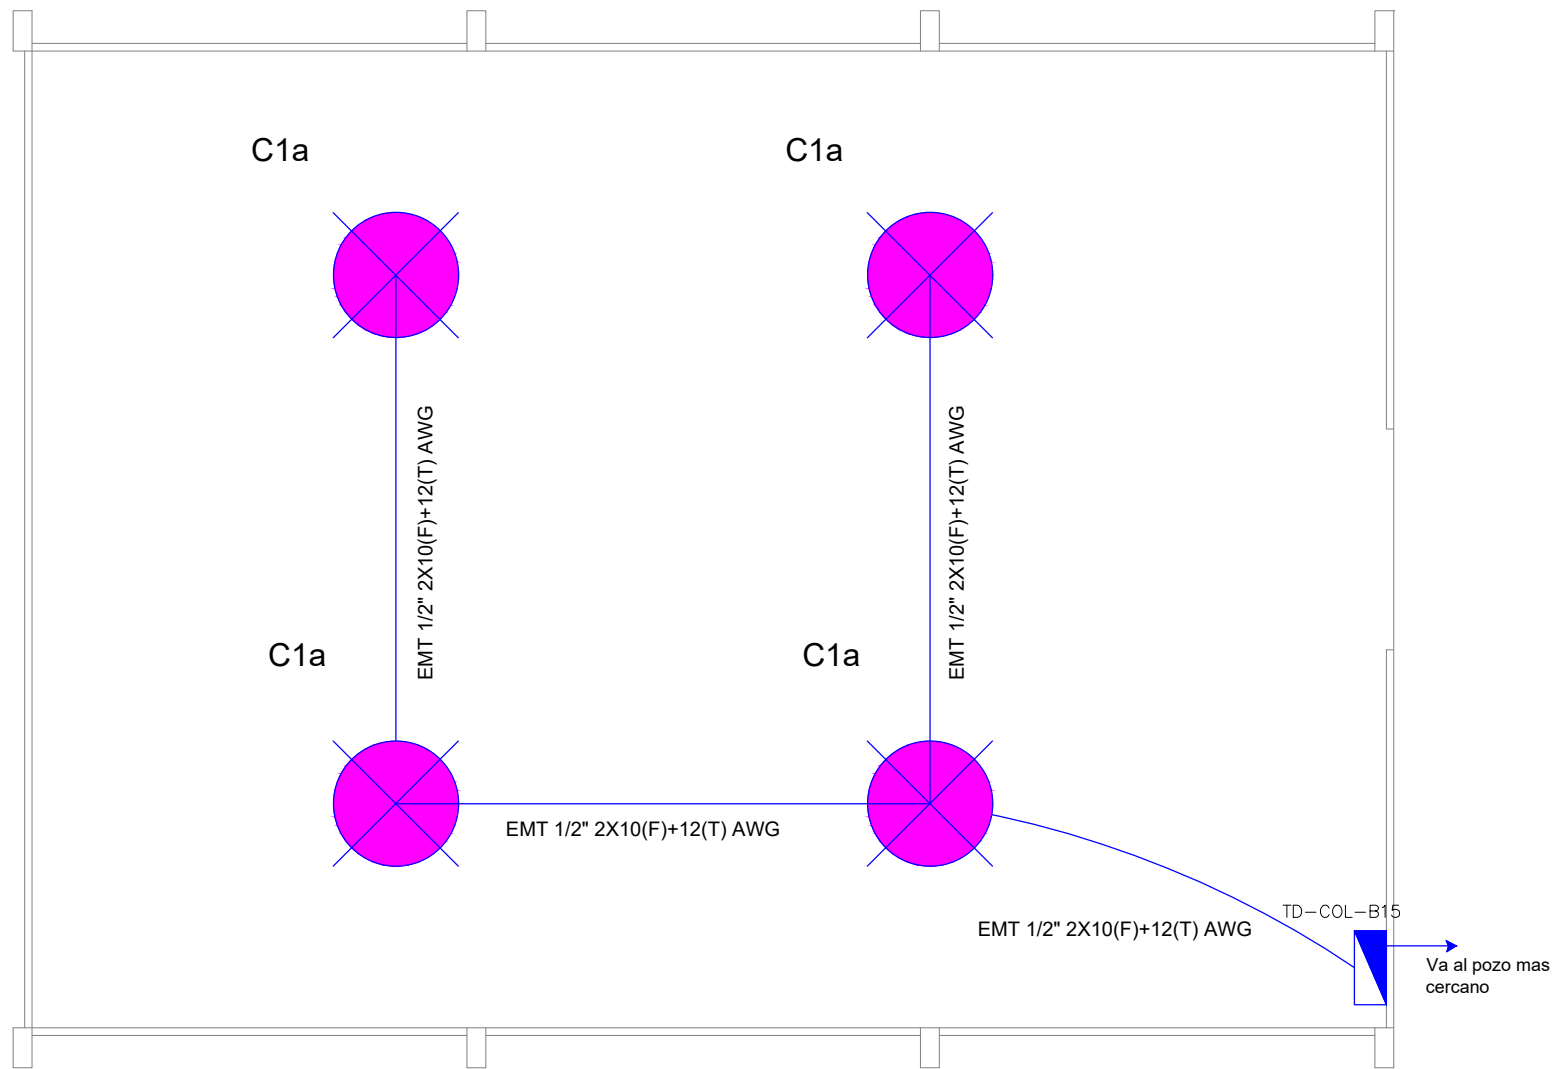 C1a
C1a
EMT 1/2" 2X10(F)+12(T) AWG
EMT 1/2" 2X10(F)+12(T) AWG
C1a
C1a
EMT 1/2" 2X10(F)+12(T) AWG
TD-COL-B15
EMT 1/2" 2X10(F)+12(T) AWG
Va al pozo mas
cercano